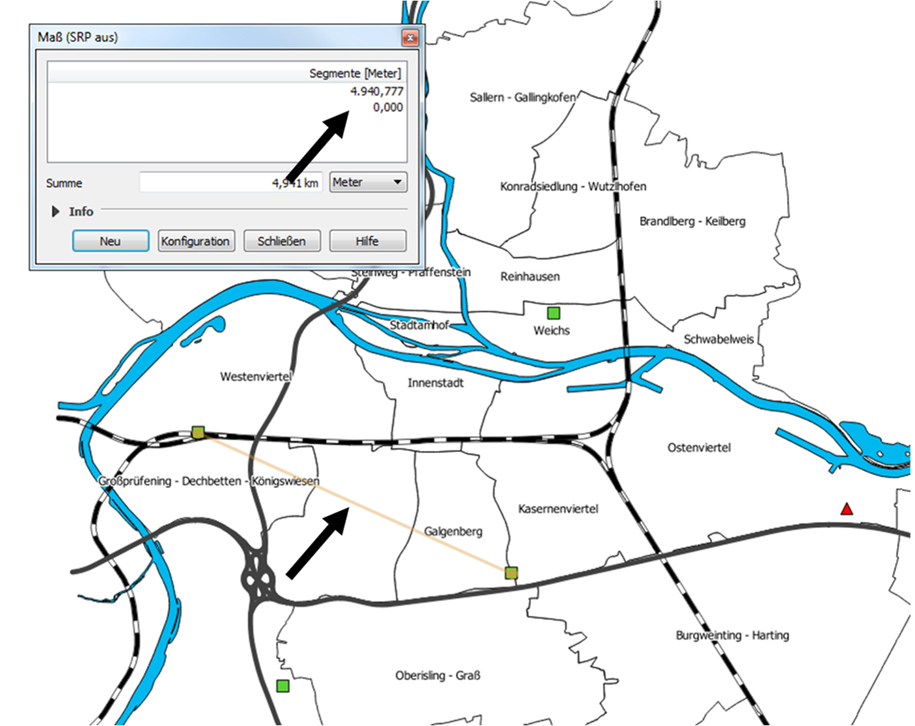 Maß (SRP aus)
Segmente [Meter]
4.940,777
0,000
Summe
4,941 km
Meter
Info
Neu
Konfiguration
Schließen
Hilfe
Sallern - Gallingkofen
Konradsiedlung - Wutzlhofen
Brandlberg - Keilberg
Steinweg - Pfaffenstein
Reinhausen
Stadtamhof
Weichs
Schwabelweis
Westenviertel
Innenstadt
Ostenviertel
Großprüfening - Dechbetten - Königswiesen
Kasernenviertel
Galgenberg
Burgweinting - Harting
Oberisling - Graß